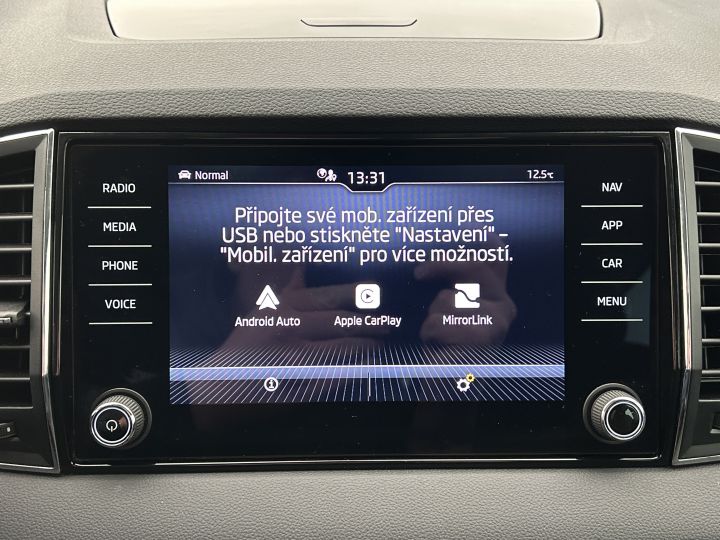 Normal 13:31 12.5°C
RADIO
MEDIA
PHONE
VOICE
Připojte své mob. zařízení přes
USB nebo stiskněte "Nastavení" –
"Mobil. zařízení" pro více možností.
Android Auto Apple CarPlay MirrorLink
NAV
APP
CAR
MENU